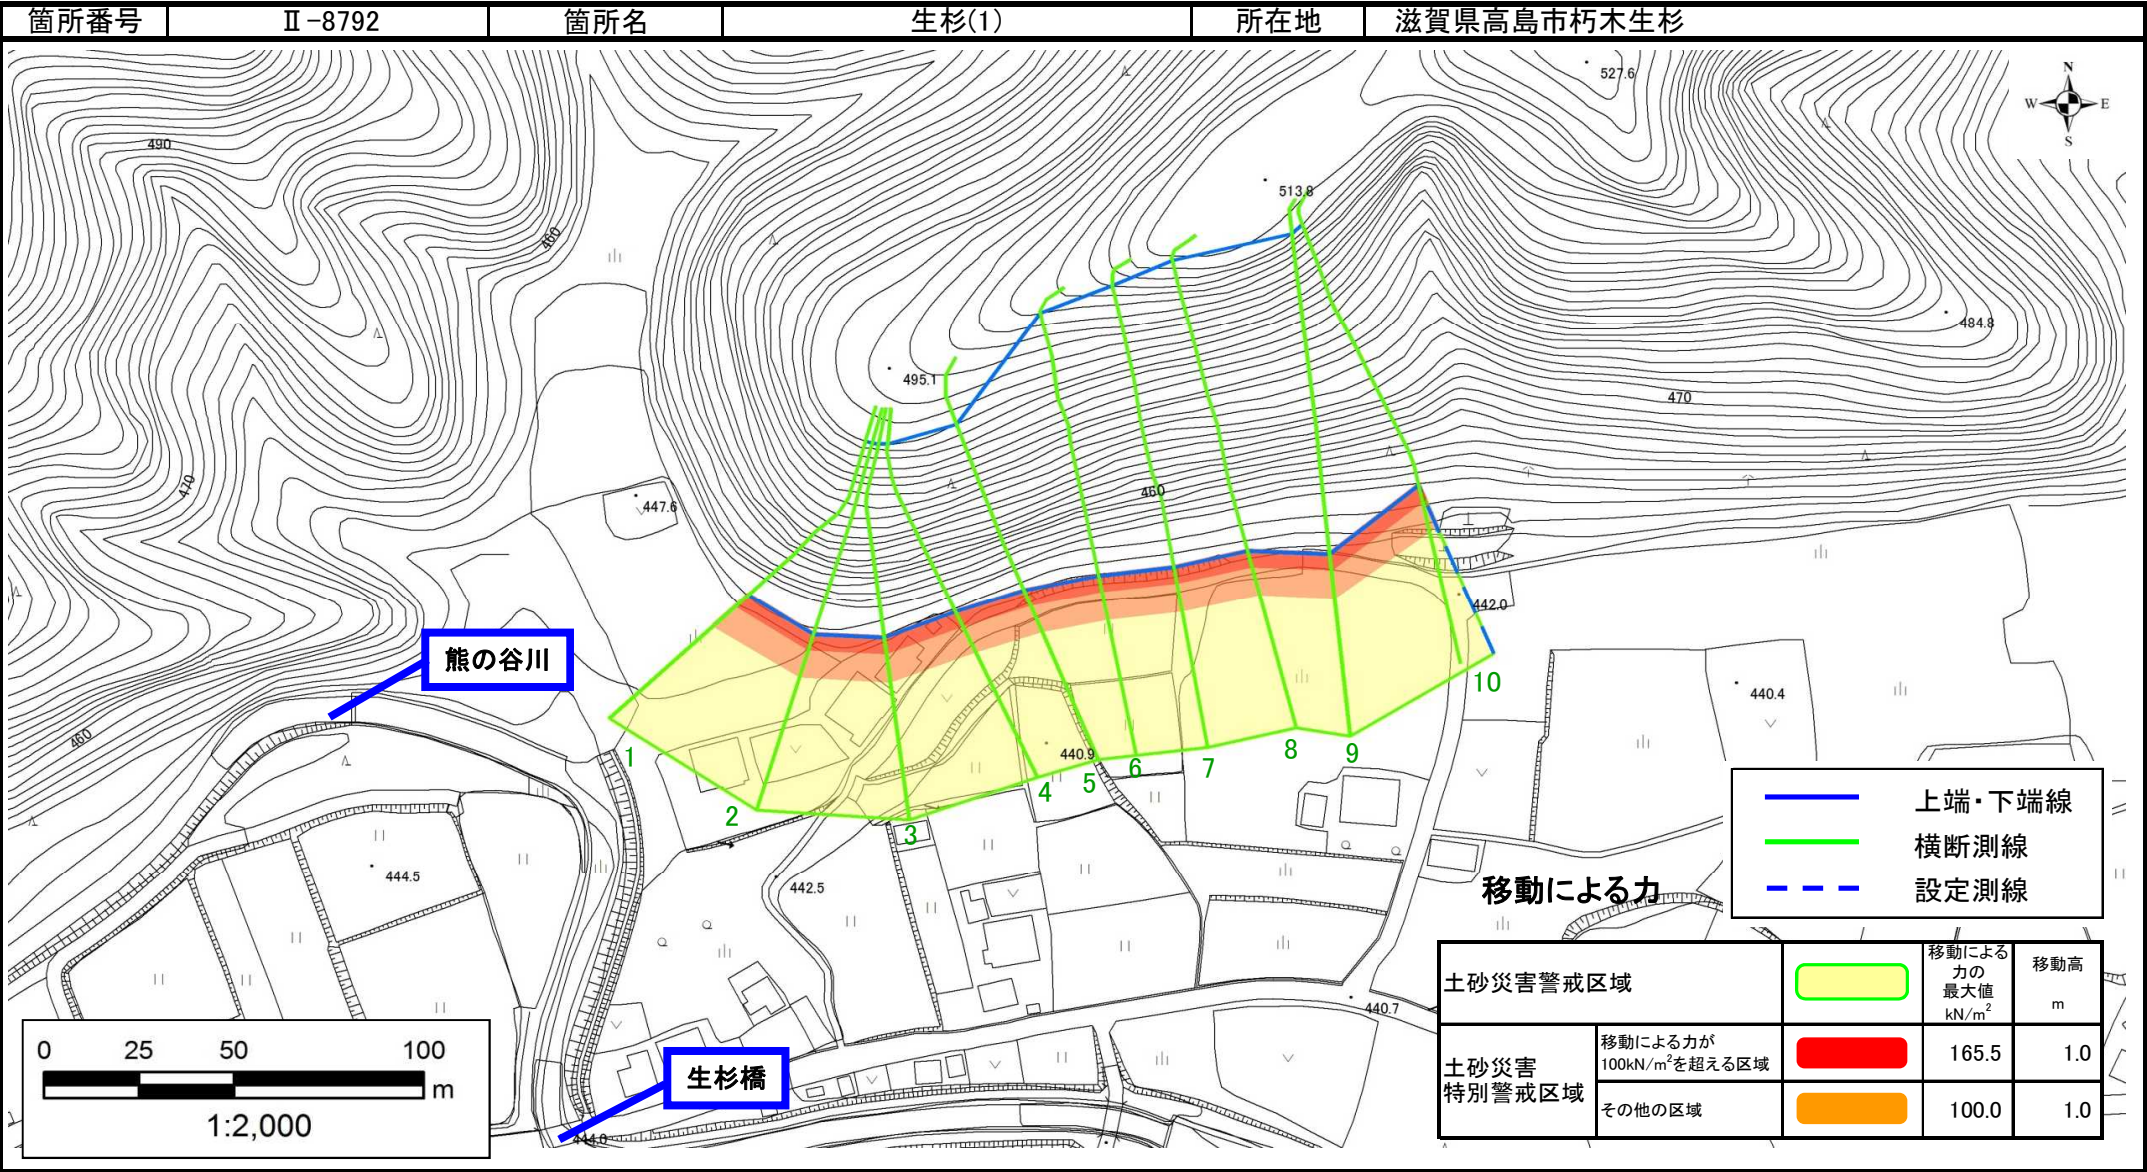 箇所番号 Ⅱ-8792 箇所名 生杉(1) 所在地 滋賀県高島市朽木生杉
527.6
N
W E
S
490
513.8
460
484.8
495.1
470
470
460
447.6
442.0
熊の谷川
10
440.4
460
1
440.9
8
9
7
6
5
4
2
3
上端・下端線
横断測線
設定測線
444.5
442.5
移動による力
土砂災害警戒区域
移動による
力の
最大値
kN/m²
移動高
m
440.7
土砂災害
特別警戒区域
移動による力が
100kN/m²を超える区域
165.5 1.0
その他の区域
100.0 1.0
0 25 50 100
m
1:2,000
生杉橋
444.0